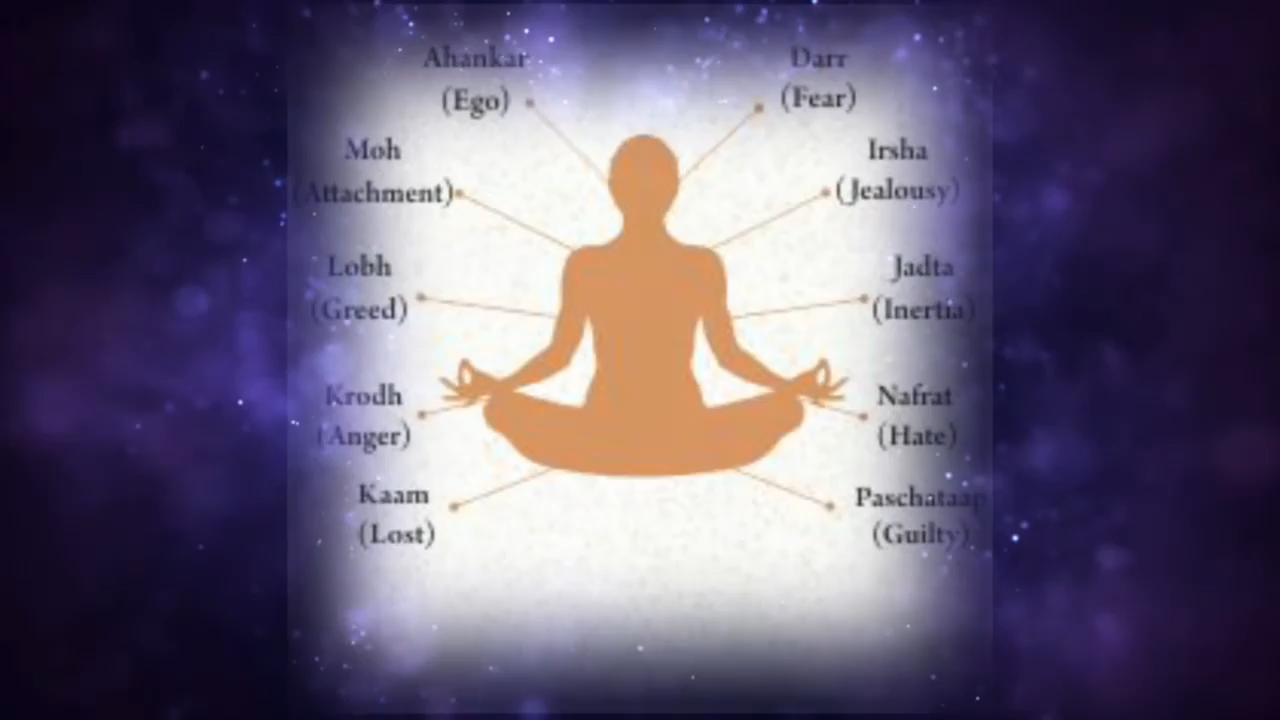 Ahankar
(Ego)
Darr
(Fear)
Moh
(Attachment)
Irsha
(Jealousy)
Lobh
(Greed)
Jadta
(Inertia)
Krodh
(Anger)
Nafrat
(Hate)
Kaam
(Lost)
Paschataap
(Guilty)